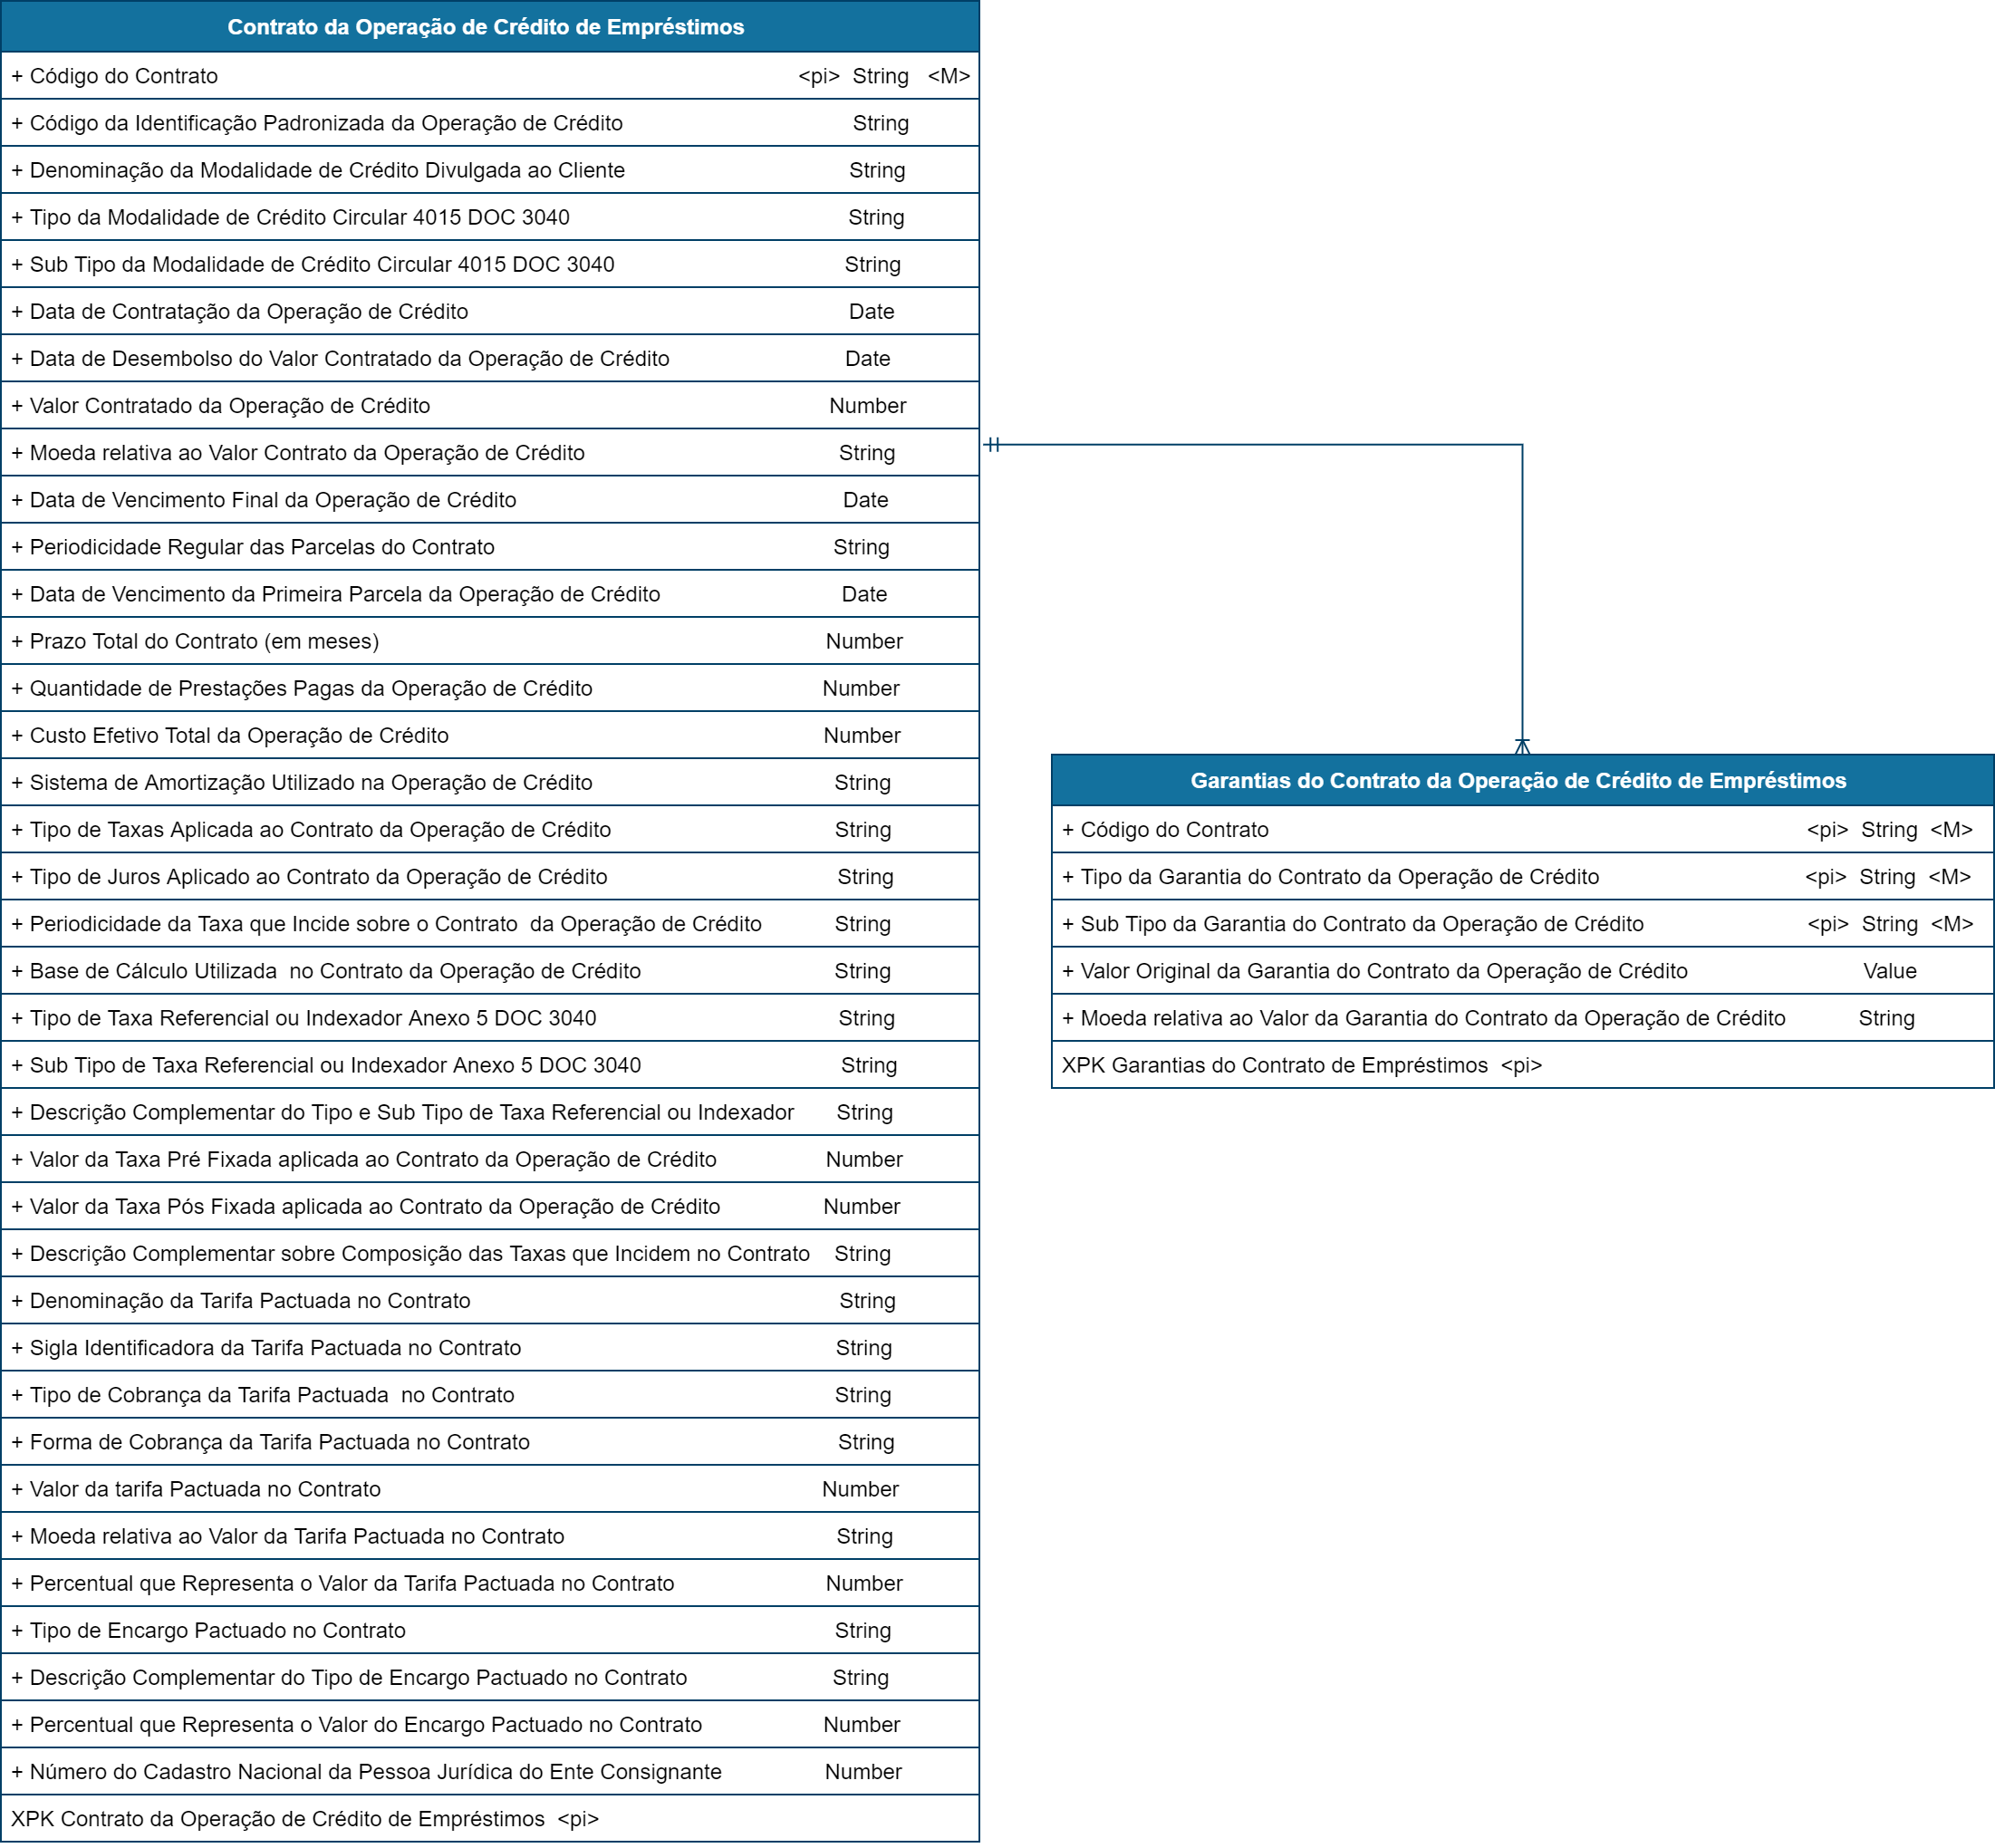 Contrato da Operação de Crédito de Empréstimos
+ Código do Contrato <pi> String <M>
+ Código da Identificação Padronizada da Operação de Crédito String
+ Denominação da Modalidade de Crédito Divulgada ao Cliente String
+ Tipo da Modalidade de Crédito Circular 4015 DOC 3040 String
+ Sub Tipo da Modalidade de Crédito Circular 4015 DOC 3040 String
+ Data de Contratação da Operação de Crédito Date
+ Data de Desembolso do Valor Contratado da Operação de Crédito Date
+ Valor Contratado da Operação de Crédito Number
+ Moeda relativa ao Valor Contrato da Operação de Crédito String
+ Data de Vencimento Final da Operação de Crédito Date
+ Periodicidade Regular das Parcelas do Contrato String
+ Data de Vencimento da Primeira Parcela da Operação de Crédito Date
+ Prazo Total do Contrato (em meses) Number
+ Quantidade de Prestações Pagas da Operação de Crédito Number
+ Custo Efetivo Total da Operação de Crédito Number
+ Sistema de Amortização Utilizado na Operação de Crédito String
+ Tipo de Taxas Aplicada ao Contrato da Operação de Crédito String
+ Tipo de Juros Aplicado ao Contrato da Operação de Crédito String
+ Periodicidade da Taxa que Incide sobre o Contrato da Operação de Crédito String
+ Base de Cálculo Utilizada no Contrato da Operação de Crédito String
+ Tipo de Taxa Referencial ou Indexador Anexo 5 DOC 3040 String
+ Sub Tipo de Taxa Referencial ou Indexador Anexo 5 DOC 3040 String
+ Descrição Complementar do Tipo e Sub Tipo de Taxa Referencial ou Indexador String
+ Valor da Taxa Pré Fixada aplicada ao Contrato da Operação de Crédito Number
+ Valor da Taxa Pós Fixada aplicada ao Contrato da Operação de Crédito Number
+ Descrição Complementar sobre Composição das Taxas que Incidem no Contrato String
+ Denominação da Tarifa Pactuada no Contrato String
+ Sigla Identificadora da Tarifa Pactuada no Contrato String
+ Tipo de Cobrança da Tarifa Pactuada no Contrato String
+ Forma de Cobrança da Tarifa Pactuada no Contrato String
+ Valor da tarifa Pactuada no Contrato Number
+ Moeda relativa ao Valor da Tarifa Pactuada no Contrato String
+ Percentual que Representa o Valor da Tarifa Pactuada no Contrato Number
+ Tipo de Encargo Pactuado no Contrato String
+ Descrição Complementar do Tipo de Encargo Pactuado no Contrato String
+ Percentual que Representa o Valor do Encargo Pactuado no Contrato Number
+ Número do Cadastro Nacional da Pessoa Jurídica do Ente Consignante Number
XPK Contrato da Operação de Crédito de Empréstimos <pi>
Garantias do Contrato da Operação de Crédito de Empréstimos
+ Código do Contrato <pi> String <M>
+ Tipo da Garantia do Contrato da Operação de Crédito <pi> String <M>
+ Sub Tipo da Garantia do Contrato da Operação de Crédito <pi> String <M>
+ Valor Original da Garantia do Contrato da Operação de Crédito Value
+ Moeda relativa ao Valor da Garantia do Contrato da Operação de Crédito String
XPK Garantias do Contrato de Empréstimos <pi>